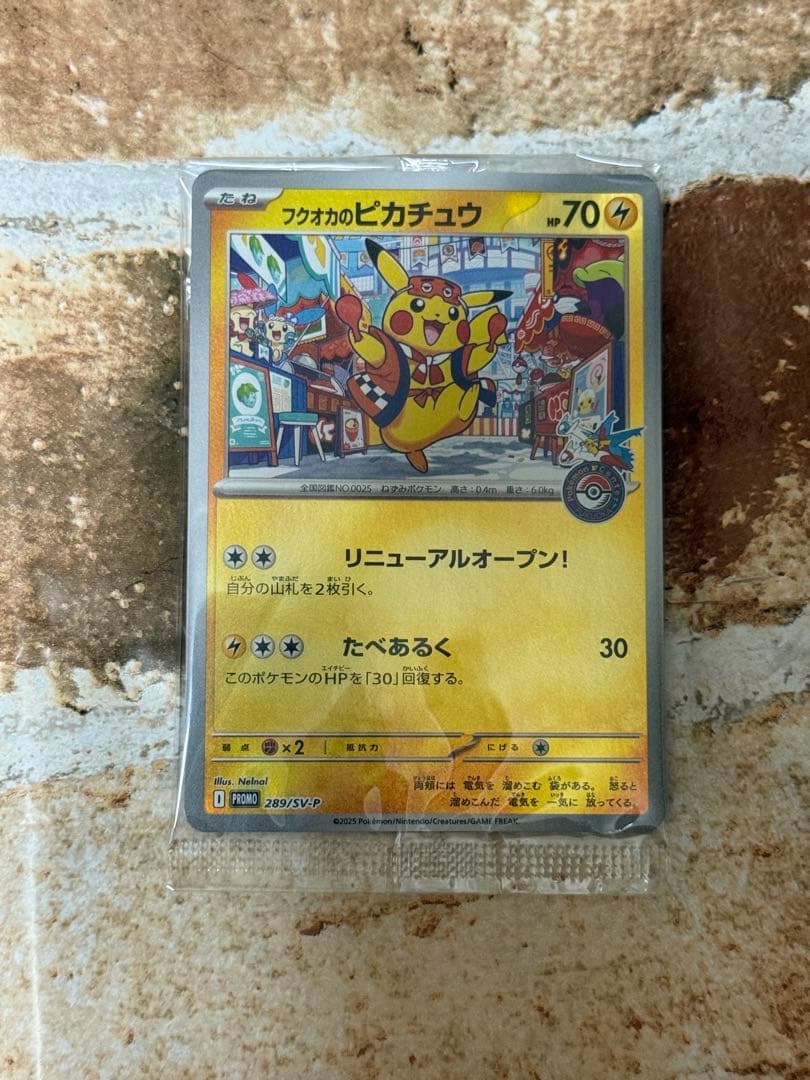 たね
フクオカのピカチュウ HP 70
Pokémon Center
全国図鑑NO.0025 ねずみポケモン 高さ:0.4m 重さ:6.0kg
リニューアルオープン!
自分の山札を2枚引く。
たべあるく 30
このポケモンのHPを「30」回復する。
弱点 ×2 抵抗力 にげる
Illus. Nelnal
両頬には 電気を 溜めこむ 袋がある。 怒ると
溜めこんだ 電気を 一気に 放ってくる。
I PROMO 289/SV-P
©2025 Pokémon/Nintendo/Creatures/GAME FREAK